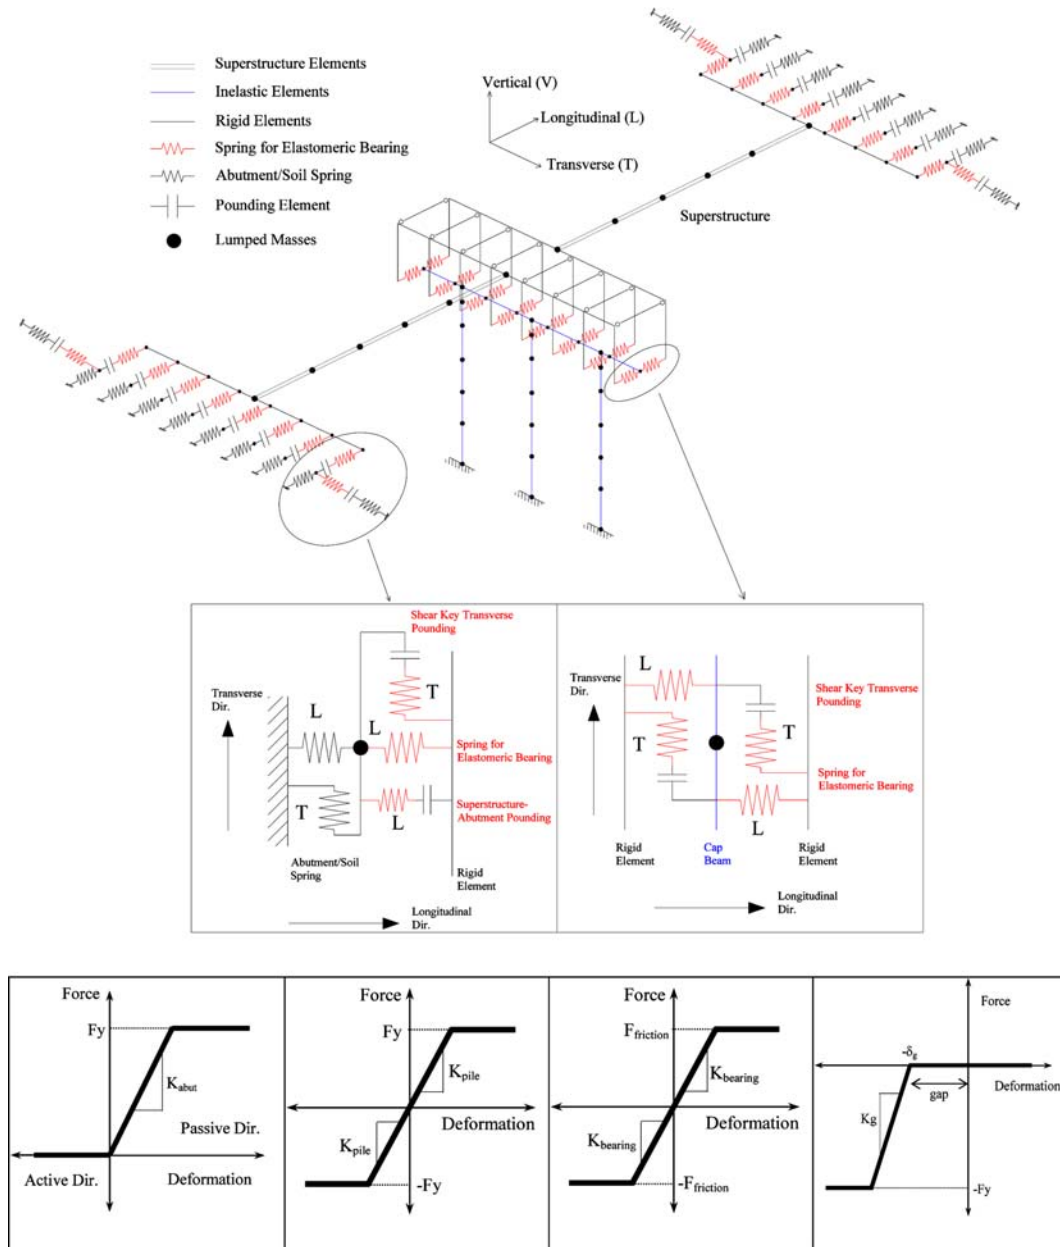 Superstructure Elements
Inelastic Elements
Rigid Elements
Spring for Elastomeric Bearing
Abutment/Soil Spring
Pounding Element
Lumped Masses
Vertical (V)
Longitudinal (L)
Transverse (T)
Superstructure
Shear Key Transverse
Pounding
Transverse
Dir.
L
T
L
Spring for
Elastomeric Bearing
T
L
Superstructure-
Abutment Pounding
Abutment/Soil
Spring
Rigid
Element
Longitudinal
Dir.
L
Transverse
Dir.
Shear Key Transverse
Pounding
T
T
Spring for
Elastomeric Bearing
L
Rigid
Element
Cap
Beam
Rigid
Element
Longitudinal
Dir.
Force
Fy
Kabut
Passive Dir.
Active Dir.
Deformation
Force
Fy
Kpile
Deformation
Kpile
-Fy
Force
Ffriction
Kbearing
Deformation
Kbearing
-Ffriction
Force
-δg
gap
Deformation
Kg
-Fy